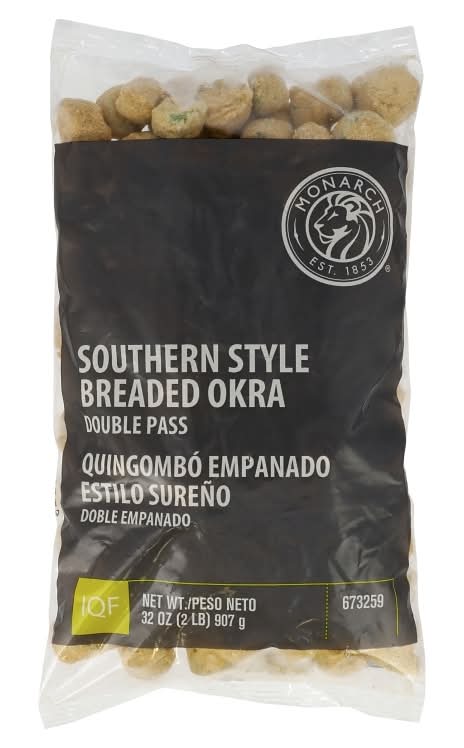 MONARCH
EST. 1853
®
SOUTHERN STYLE
BREADED OKRA
DOUBLE PASS
QUINGOMBÓ EMPANADO
ESTILO SUREÑO
DOBLE EMPANADO
IQF
NET WT./PESO NETO
32 OZ (2 LB) 907 g
673259